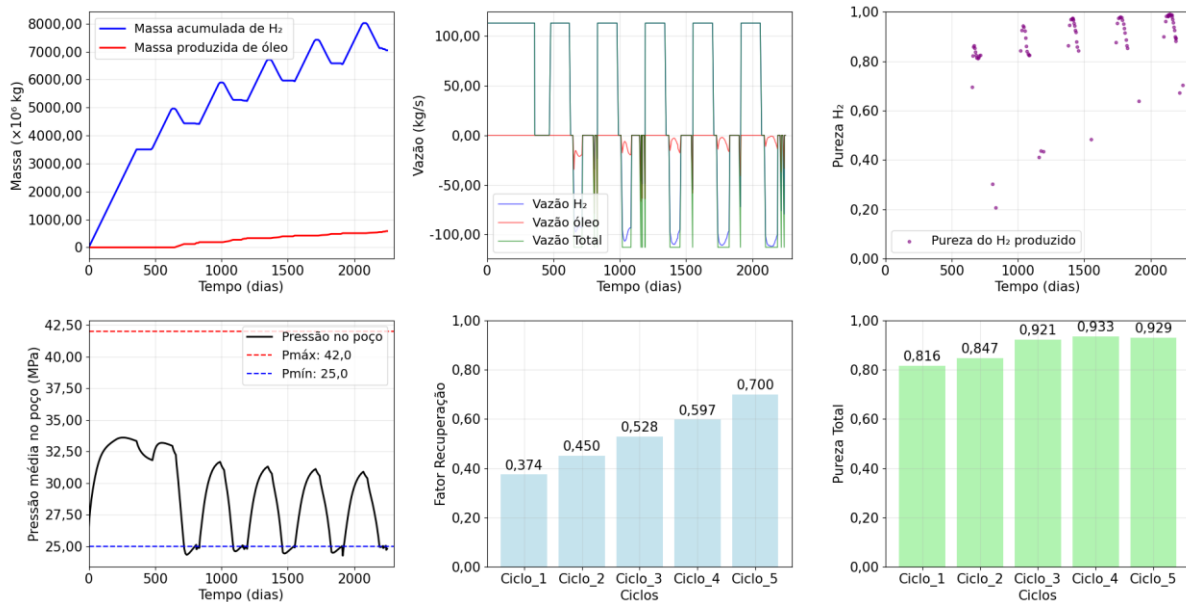 8000,00
7000,00
6000,00
5000,00
4000,00
3000,00
2000,00
1000,00
0
Massa (×10⁶ kg)
Massa acumulada de H₂
Massa produzida de óleo
0
500
1000
1500
2000
Tempo (dias)
100,00
50,00
0,00
-50,00
-100,00
Vazão (kg/s)
Vazão H₂
Vazão óleo
Vazão Total
0
500
1000
1500
2000
Tempo (dias)
1,00
0,80
0,60
0,40
0,20
0,00
Pureza H₂
Pureza do H₂ produzido
0
500
1000
1500
2000
Tempo (dias)
42,50
40,00
37,50
35,00
32,50
30,00
27,50
25,00
Pressão média no poço (MPa)
Pressão no poço
Pmáx: 42,0
Pmín: 25,0
0
500
1000
1500
2000
Tempo (dias)
1,00
0,80
0,60
0,40
0,20
0,00
Fator Recuperação
0,374
0,450
0,528
0,597
0,700
Ciclo_1
Ciclo_2
Ciclo_3
Ciclo_4
Ciclo_5
Ciclos
1,00
0,80
0,60
0,40
0,20
0,00
Pureza Total
0,816
0,847
0,921
0,933
0,929
Ciclo_1
Ciclo_2
Ciclo_3
Ciclo_4
Ciclo_5
Ciclos